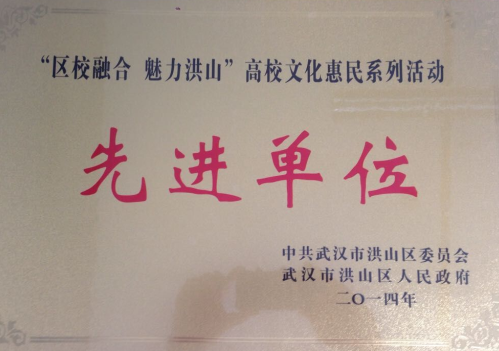 “区校融合 魅力洪山”高校文化惠民系列活动
先进单位
中共武汉市洪山区委员会
武汉市洪山区人民政府
二〇一四年